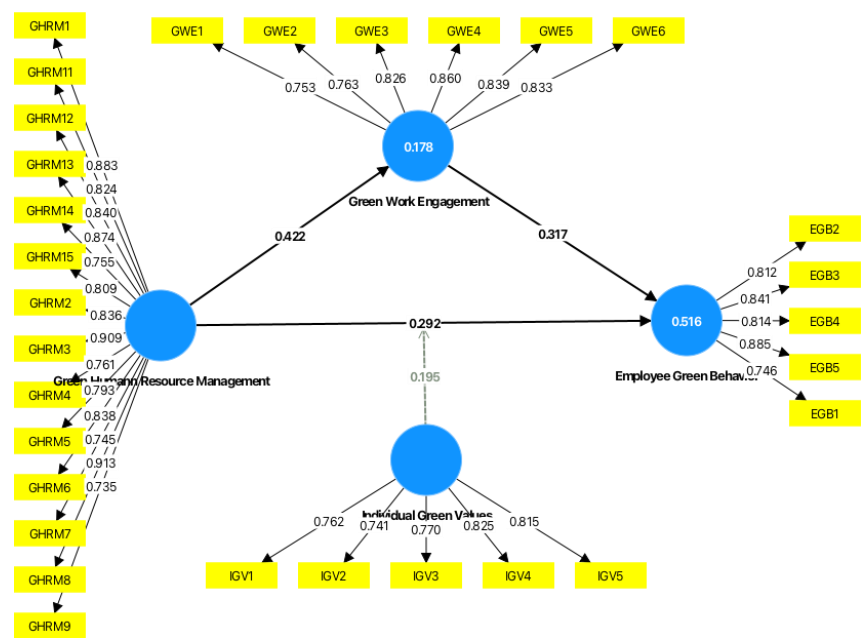 GHRM1
GHRM11
GHRM12
GHRM13
GHRM14
GHRM15
GHRM2
GHRM3
GHRM4
GHRM5
GHRM6
GHRM7
GHRM8
GHRM9
0.883
0.824
0.840
0.874
0.755
0.809
0.836
0.909
0.761
0.793
0.838
0.745
0.913
0.735
Green Humann Resource Management
GWE1 GWE2 GWE3 GWE4 GWE5 GWE6
0.753 0.763 0.826 0.860 0.839 0.833
0.178
Green Work Engagement
0.422
0.317
0.292
0.195
0.516
Employee Green Behavior
0.812
0.841
0.814
0.885
0.746
EGB2
EGB3
EGB4
EGB5
EGB1
Individual Green Values
0.762 0.741 0.770 0.825 0.815
IGV1 IGV2 IGV3 IGV4 IGV5